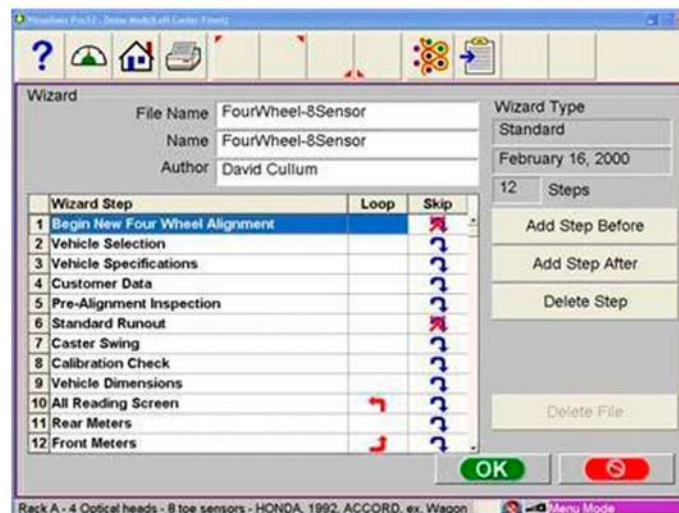 Wizard
File Name FourWheel-8Sensor
Name FourWheel-8Sensor
Author David Cullum
Wizard Type
Standard
February 16, 2000
12 Steps
Wizard Step Loop Skip
1 Begin New Four Wheel Alignment
2 Vehicle Selection
3 Vehicle Specifications
4 Customer Data
5 Pre-Alignment Inspection
6 Standard Runout
7 Caster Swing
8 Calibration Check
9 Vehicle Dimensions
10 All Reading Screen
11 Rear Meters
12 Front Meters
Add Step Before
Add Step After
Delete Step
Delete File
OK
Rack A - 4 Optical heads - 8 toe sensors - HONDA, 1992, ACCORD, ex. Wagon
Menu Mode